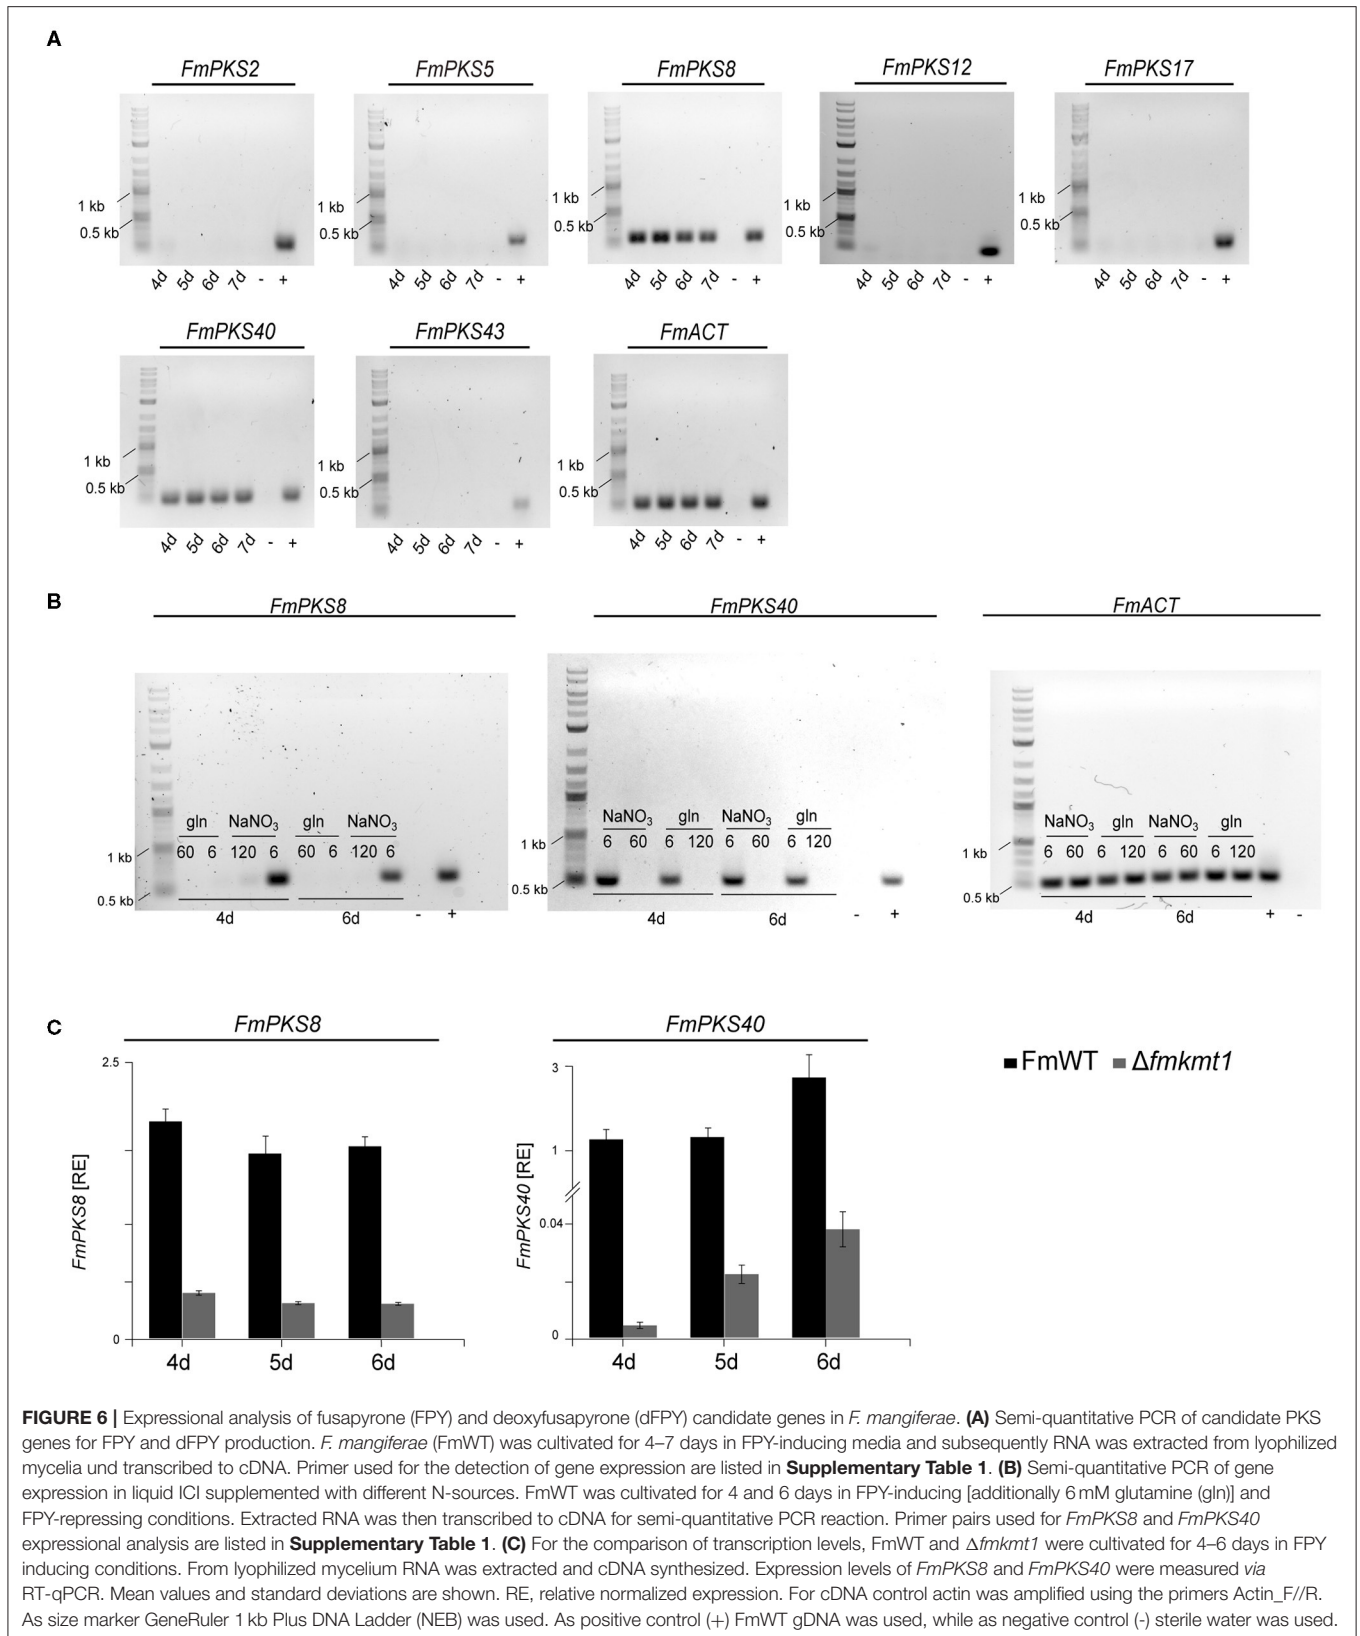 A
FmPKS2 FmPKS5 FmPKS8 FmPKS12 FmPKS17
1 kb 1 kb 1 kb 1 kb 1 kb
0.5 kb 0.5 kb 0.5 kb 0.5 kb 0.5 kb
4d 5d 6d 7d - + 4d 5d 6d 7d - + 4d 5d 6d 7d - + 4d 5d 6d 7d - + 4d 5d 6d 7d - +
FmPKS40 FmPKS43 FmACT
1 kb 1 kb 1 kb
0.5 kb 0.5 kb 0.5 kb
4d 5d 6d 7d - + 4d 5d 6d 7d - + 4d 5d 6d 7d - +
B
FmPKS8 FmPKS40 FmACT
gln NaNO3 gln NaNO3 NaNO3 gln NaNO3 gln NaNO3 gln NaNO3 gln
60 6 120 6 60 6 120 6 6 60 6 120 6 60 6 120 6 60 6 120 6 60 6 120
1 kb 1 kb 1 kb
0.5 kb 0.5 kb 0.5 kb
4d 6d - + 4d 6d - + 4d 6d + -
C
FmPKS8 FmPKS40
FmWT Δfmkmt1
2.5 3
FmPKS8 [RE] FmPKS40 [RE]
1
0.04
0 0
4d 5d 6d 4d 5d 6d
FIGURE 6 | Expressional analysis of fusapyrone (FPY) and deoxyfusapyrone (dFPY) candidate genes in F. mangiferae. (A) Semi-quantitative PCR of candidate PKS
genes for FPY and dFPY production. F. mangiferae (FmWT) was cultivated for 4–7 days in FPY-inducing media and subsequently RNA was extracted from lyophilized
mycelia und transcribed to cDNA. Primer used for the detection of gene expression are listed in Supplementary Table 1. (B) Semi-quantitative PCR of gene
expression in liquid ICI supplemented with different N-sources. FmWT was cultivated for 4 and 6 days in FPY-inducing [additionally 6 mM glutamine (gln)] and
FPY-repressing conditions. Extracted RNA was then transcribed to cDNA for semi-quantitative PCR reaction. Primer pairs used for FmPKS8 and FmPKS40
expressional analysis are listed in Supplementary Table 1. (C) For the comparison of transcription levels, FmWT and Δfmkmt1 were cultivated for 4–6 days in FPY
inducing conditions. From lyophilized mycelium RNA was extracted and cDNA synthesized. Expression levels of FmPKS8 and FmPKS40 were measured via
RT-qPCR. Mean values and standard deviations are shown. RE, relative normalized expression. For cDNA control actin was amplified using the primers Actin_F//R.
As size marker GeneRuler 1 kb Plus DNA Ladder (NEB) was used. As positive control (+) FmWT gDNA was used, while as negative control (-) sterile water was used.